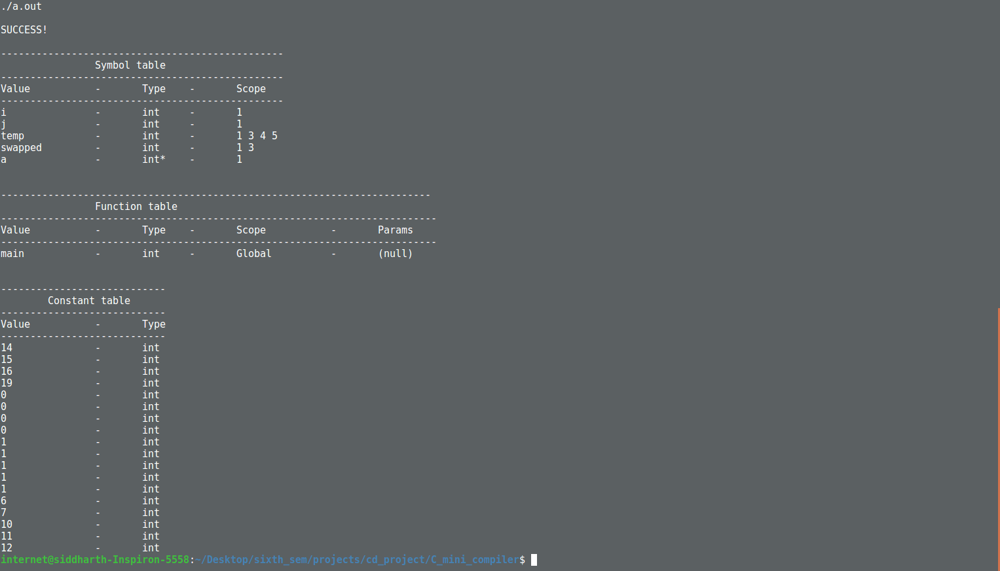 ./a.out
SUCCESS!
------------------------------------------------
Symbol table
------------------------------------------------
Value - Type - Scope
------------------------------------------------
i - int - 1
j - int - 1
temp - int - 1 3 4 5
swapped - int - 1 3
a - int* - 1
-------------------------------------------------------------------------
Function table
--------------------------------------------------------------------------
Value - Type - Scope - Params
--------------------------------------------------------------------------
main - int - Global - (null)
----------------------------
Constant table
----------------------------
Value - Type
----------------------------
14 - int
15 - int
16 - int
19 - int
0 - int
0 - int
0 - int
0 - int
1 - int
1 - int
1 - int
1 - int
1 - int
6 - int
7 - int
10 - int
11 - int
12 - int
internet@siddharth-Inspiron-5558:~/Desktop/sixth_sem/projects/cd_project/C_mini_compiler$